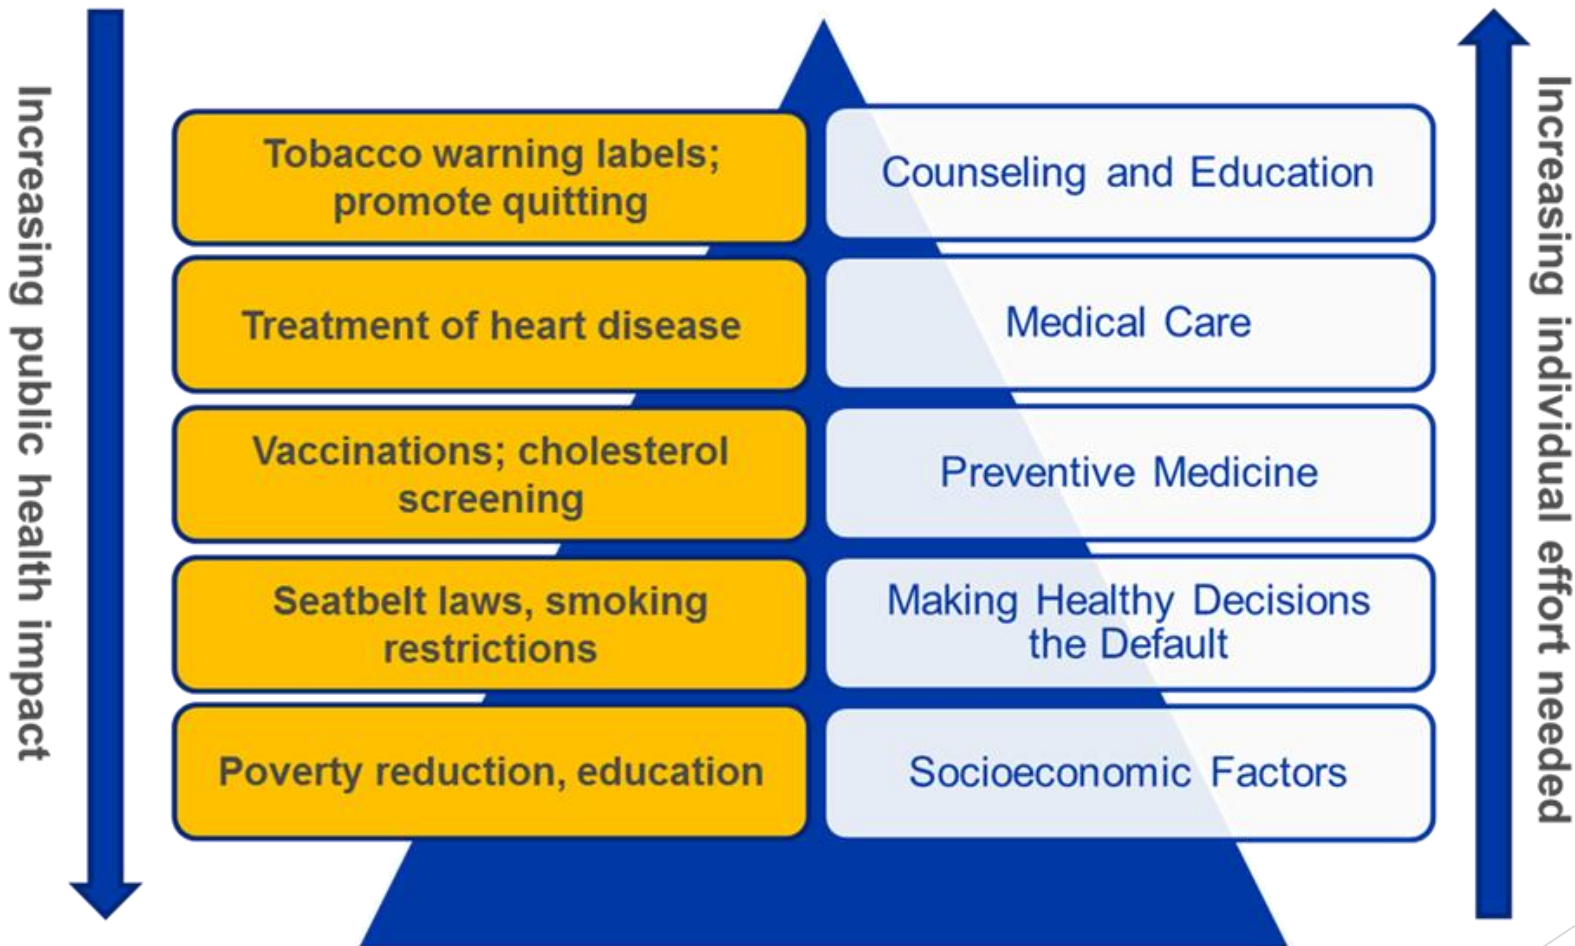 Increasing public health impact
Tobacco warning labels;
promote quitting
Counseling and Education
Treatment of heart disease
Medical Care
Vaccinations; cholesterol
screening
Preventive Medicine
Seatbelt laws, smoking
restrictions
Making Healthy Decisions
the Default
Poverty reduction, education
Socioeconomic Factors
Increasing individual effort needed